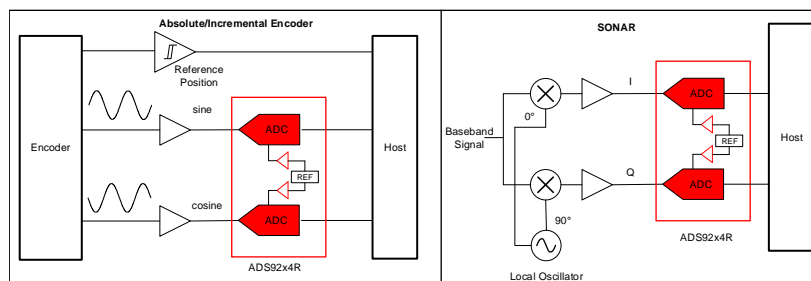 Absolute/Incremental Encoder
Reference
Position
sine
ADC
Encoder
REF
Host
cosine
ADC
ADS92x4R
SONAR
I
ADC
0°
Baseband
Signal
REF
Host
Q
ADC
90°
ADS92x4R
Local Oscillator